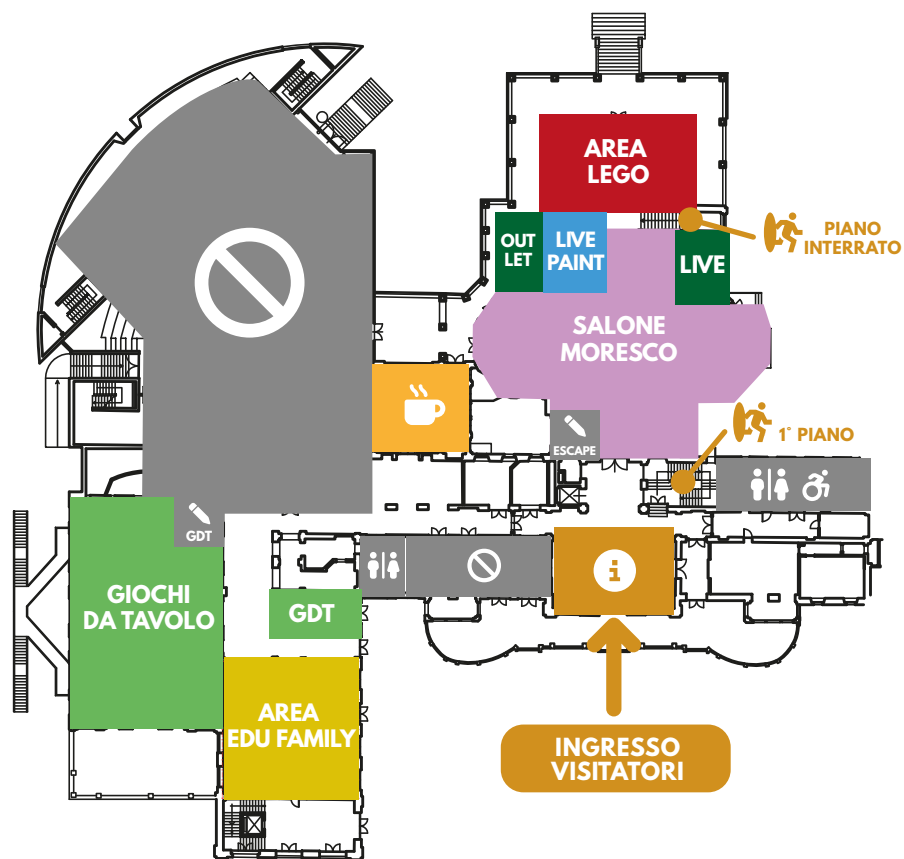 AREA
LEGO
PIANO
INTERRATO
OUT
LET
LIVE
PAINT
LIVE
SALONE
MORESCO
ESCAPE
1° PIANO
GDT
i
GIOCHI
DA TAVOLO
GDT
AREA
EDU FAMILY
INGRESSO
VISITATORI